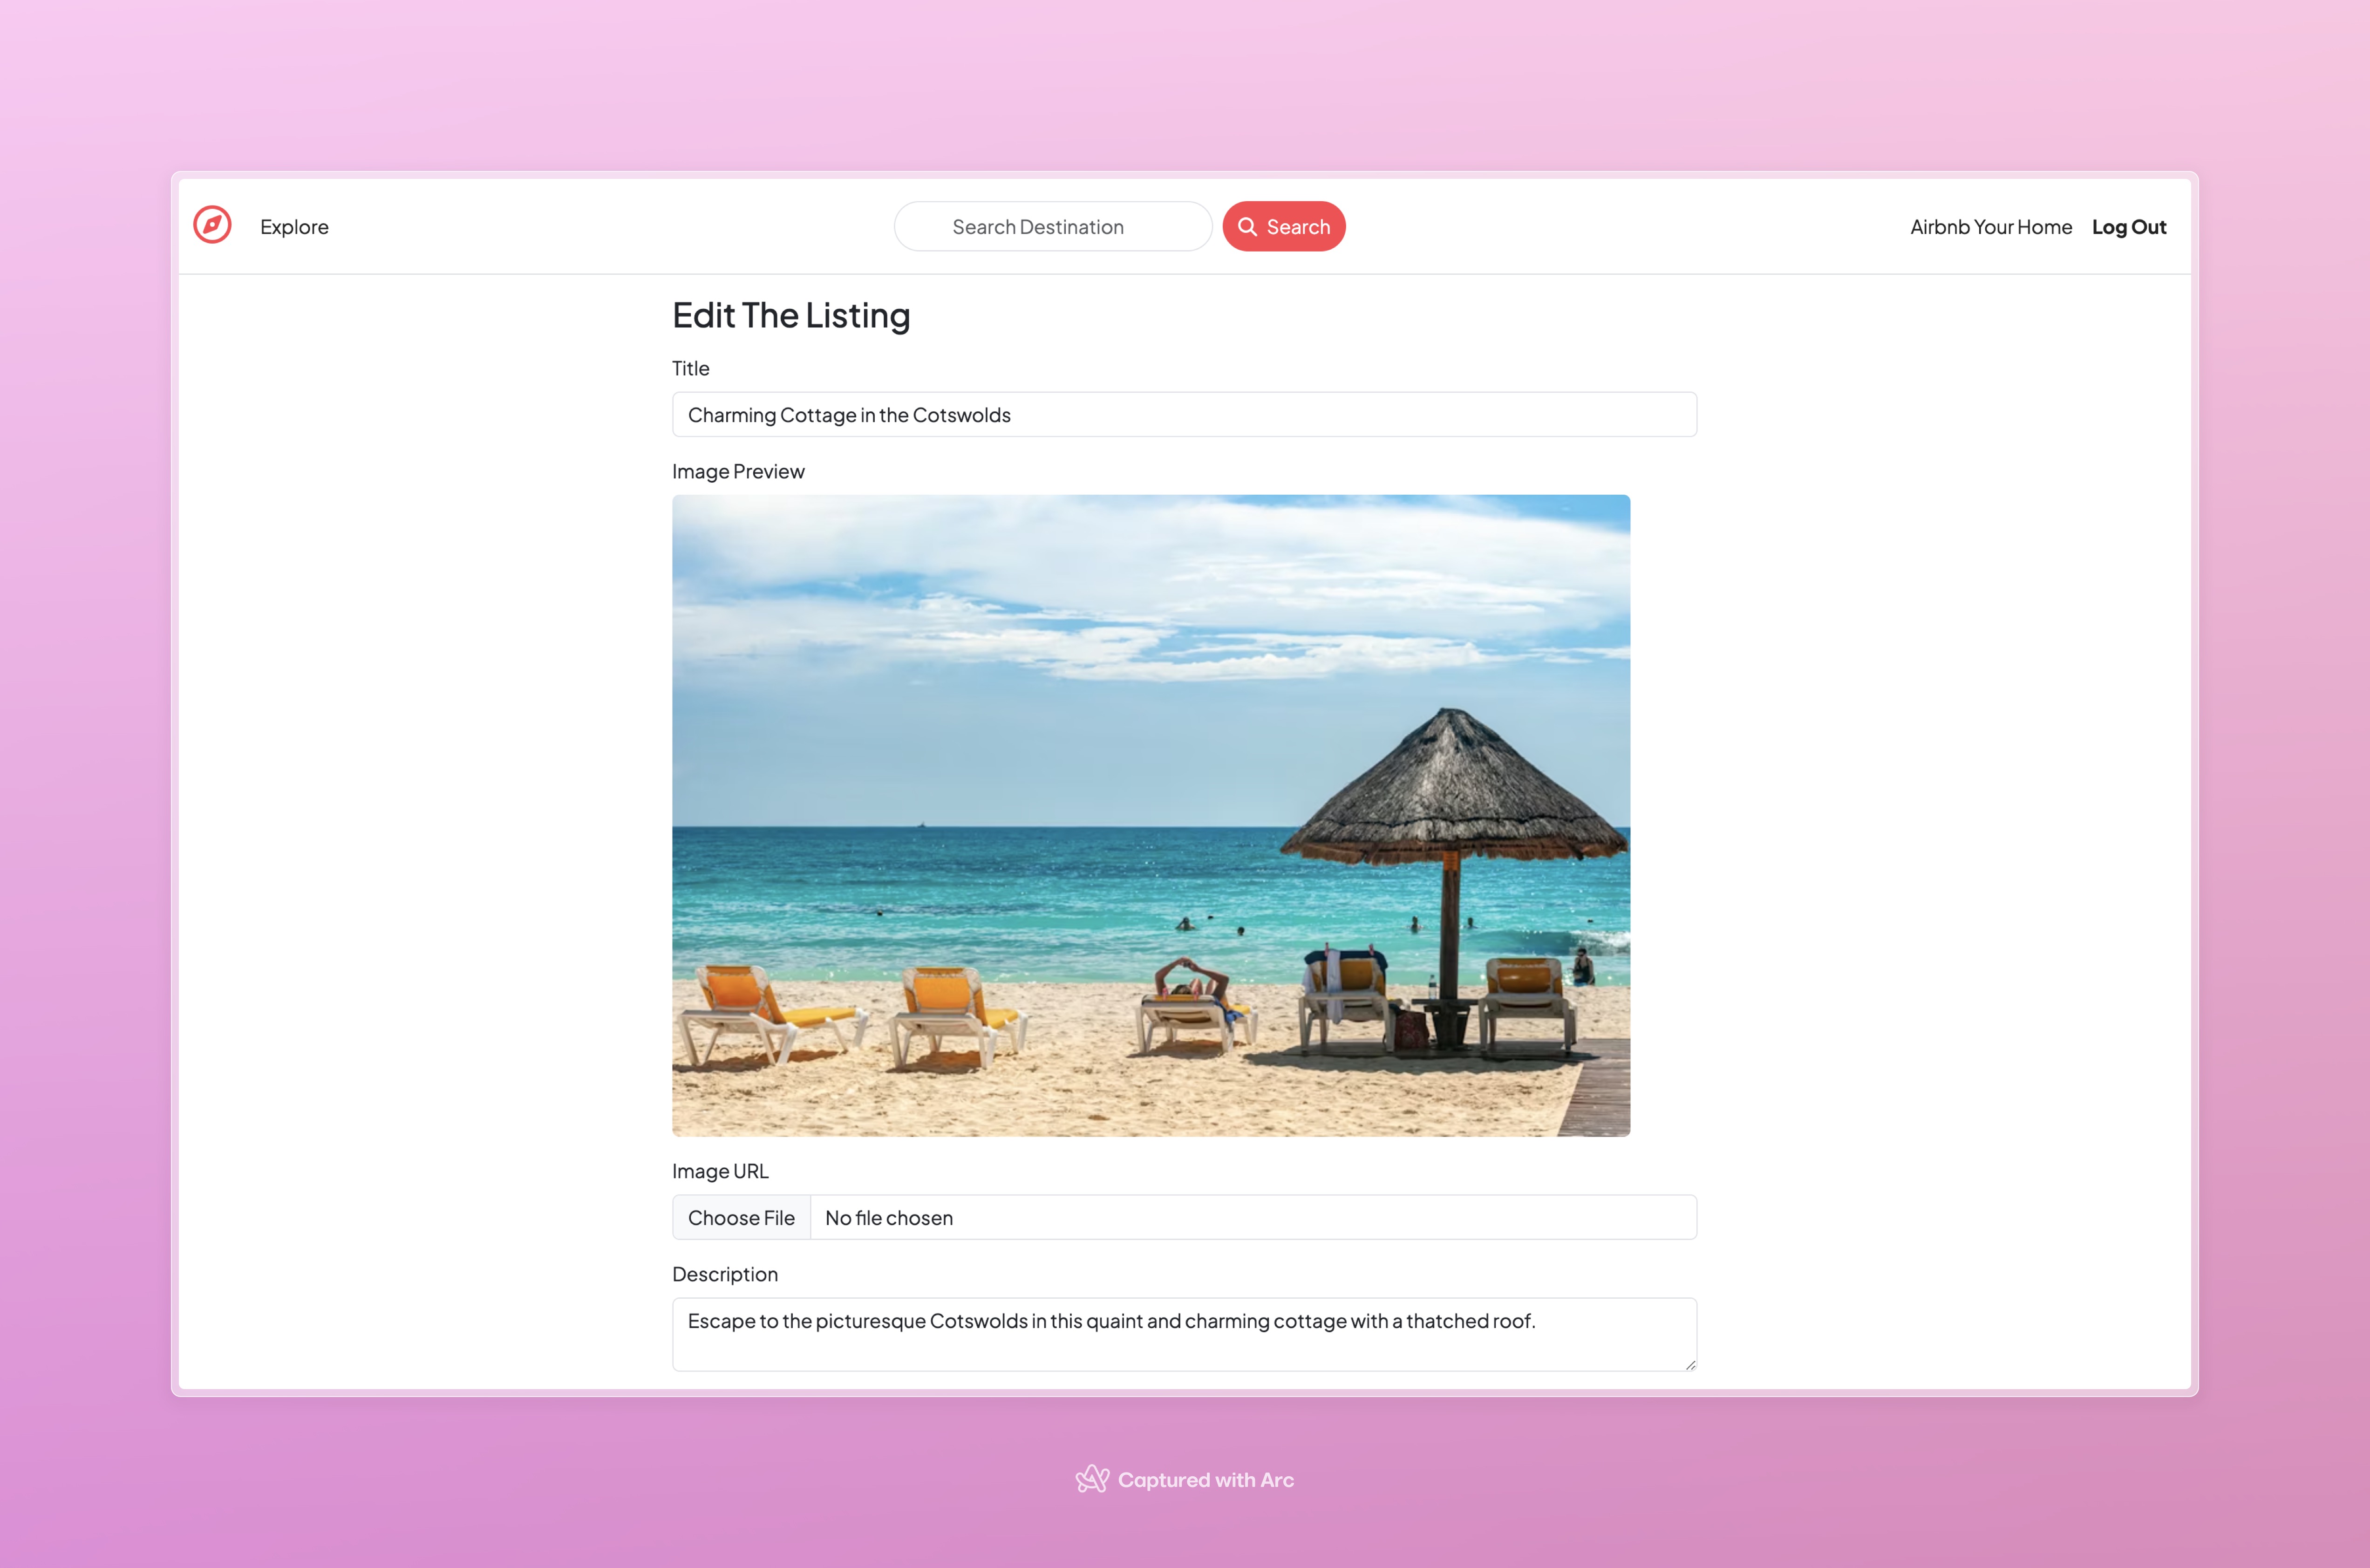 Explore
Search Destination
Search
Airbnb Your Home
Log Out
Edit The Listing
Title
Charming Cottage in the Cotswolds
Image Preview
Image URL
Choose File
No file chosen
Description
Escape to the picturesque Cotswolds in this quaint and charming cottage with a thatched roof.
Captured with Arc